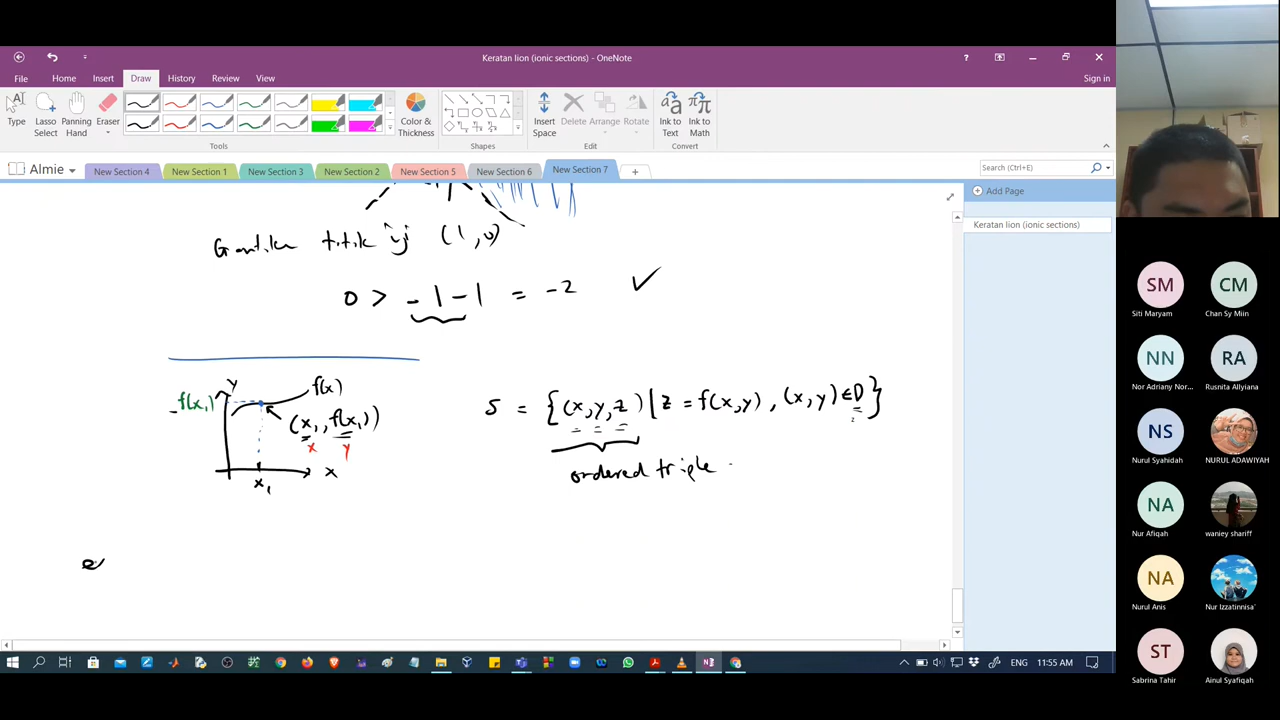 Keratan lion (ionic sections) - OneNote
File Home Insert Draw History Review View Sign in
Type Lasso Select Panning Hand Eraser Color & Thickness Insert Space Delete Arrange Rotate Ink to Text Ink to Math
Tools Shapes Edit Convert
Almie New Section 4 New Section 1 New Section 3 New Section 2 New Section 5 New Section 6 New Section 7 Search (Ctrl+E)
Add Page
Keratan lion (ionic sections)
titik (1,0)
0 > -1-1 = -2 ✓
y f(x)
f(x₁)
(x₁, f(x₁))
x y
x₁ x
S = {(x,y,z) | z = f(x,y), (x,y) ∈ D}
ordered triple
SM CM
Siti Maryam Chan Sy Miin
NN RA
Nor Adriany Nor... Rusnita Allyiana
NS
Nurul Syahidah NURUL ADAWIYAH
NA
Nur Afiqah waniey shariff
NA
Nurul Anis Nur Izzatinnisa'
ST
Sabrina Tahir Ainul Syafiqah
ENG 11:55 AM